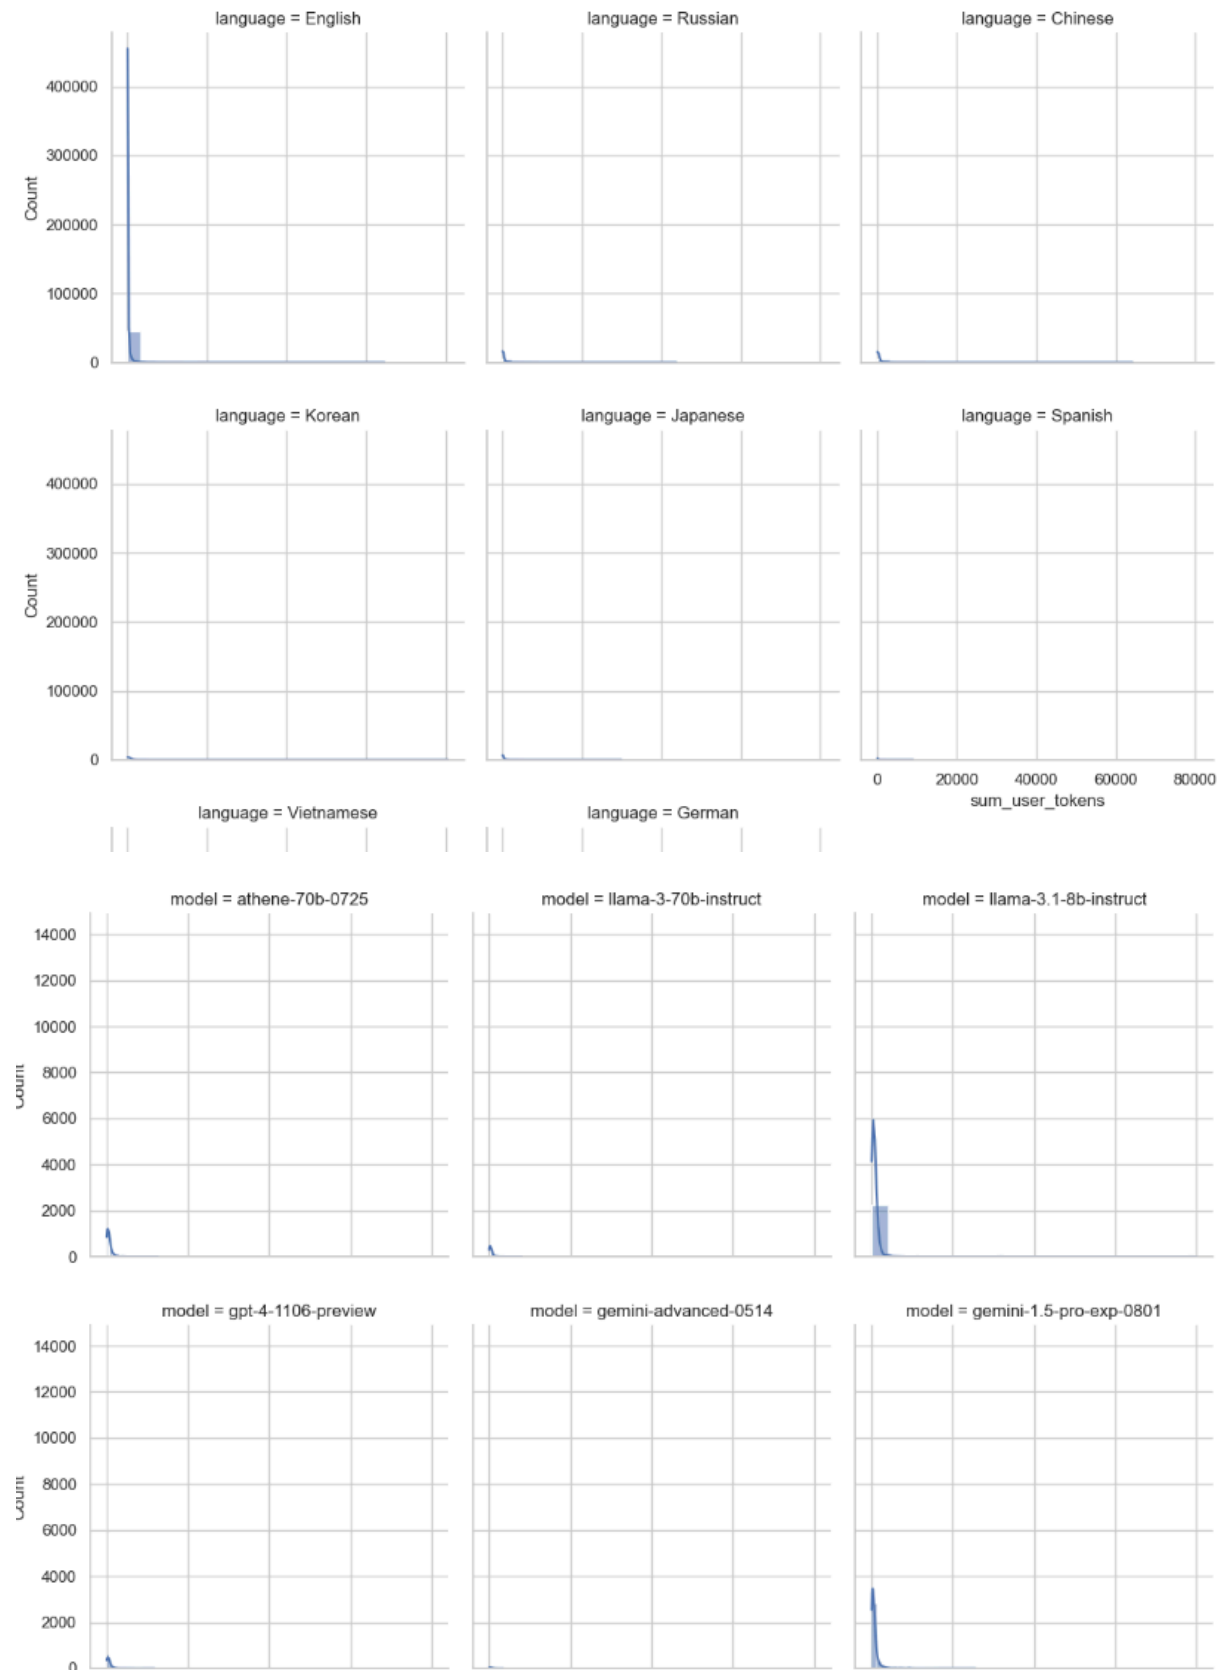 language = English language = Russian language = Chinese
400000
300000
Count
200000
100000
0
language = Korean language = Japanese language = Spanish
400000
300000
Count
200000
100000
0
0 20000 40000 60000 80000
sum_user_tokens
language = Vietnamese language = German
model = athene-70b-0725 model = llama-3-70b-instruct model = llama-3.1-8b-instruct
14000
12000
10000
Count
8000
6000
4000
2000
0
model = gpt-4-1106-preview model = gemini-advanced-0514 model = gemini-1.5-pro-exp-0801
14000
12000
10000
Count
8000
6000
4000
2000
0